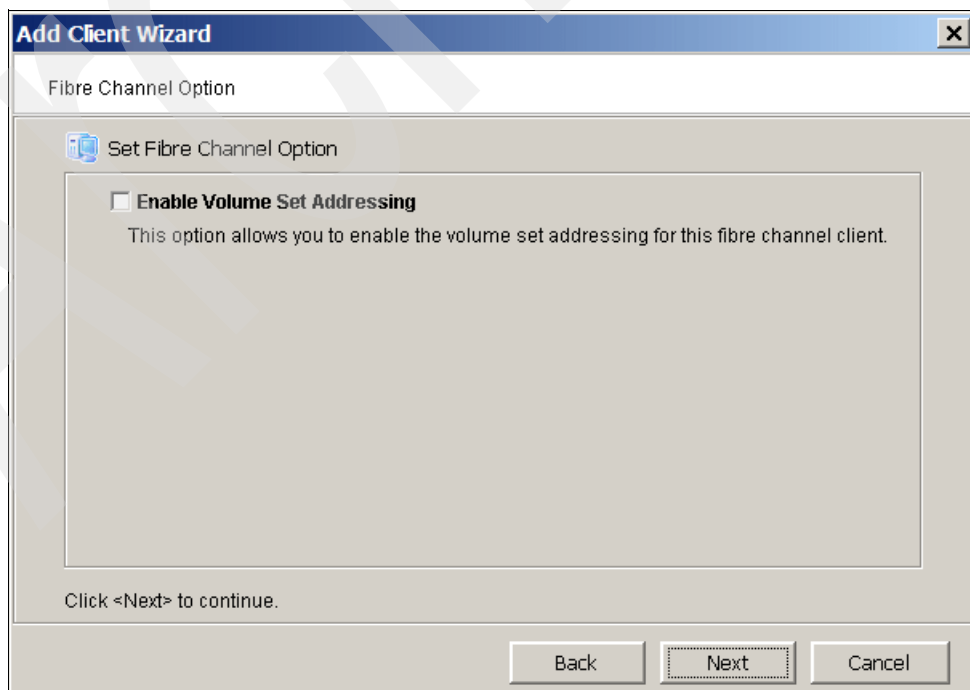 Add Client Wizard
Fibre Channel Option
Set Fibre Channel Option
Enable Volume Set Addressing
This option allows you to enable the volume set addressing for this fibre channel client.
Click <Next> to continue.
Back Next Cancel